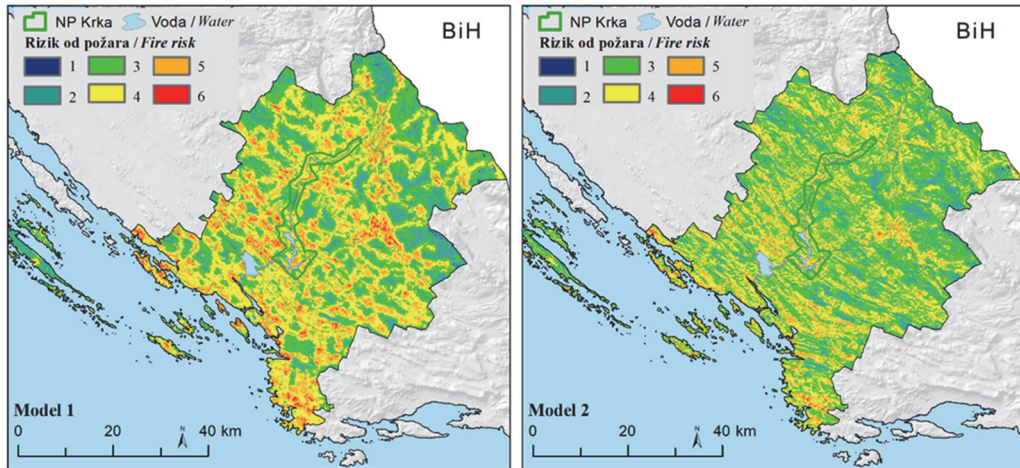 NP Krka Voda / Water
Rizik od požara / Fire risk
1 3 5
2 4 6
BiH
Model 1
N
0 20 40 km
NP Krka Voda / Water
Rizik od požara / Fire risk
1 3 5
2 4 6
BiH
Model 2
N
0 20 40 km